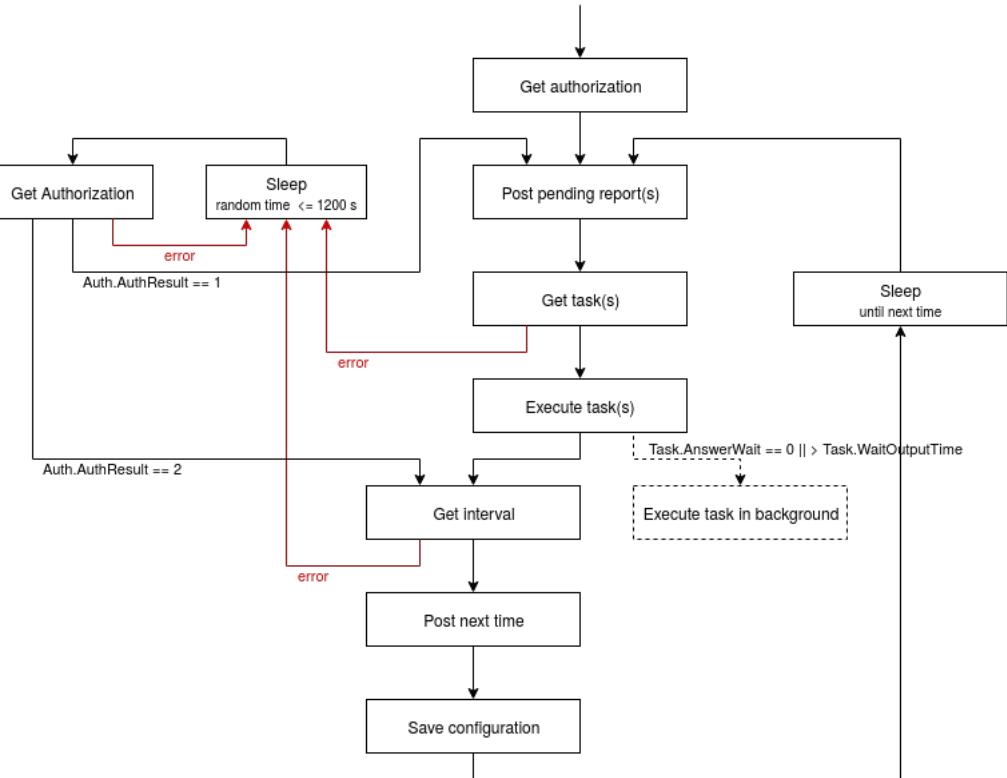 Get authorization
Get Authorization
Sleep
random time <= 1200 s
Post pending report(s)
error
Auth.AuthResult == 1
Get task(s)
Sleep
until next time
error
Execute task(s)
Task.AnswerWait == 0 || > Task.WaitOutputTime
Auth.AuthResult == 2
Get interval
Execute task in background
error
Post next time
Save configuration